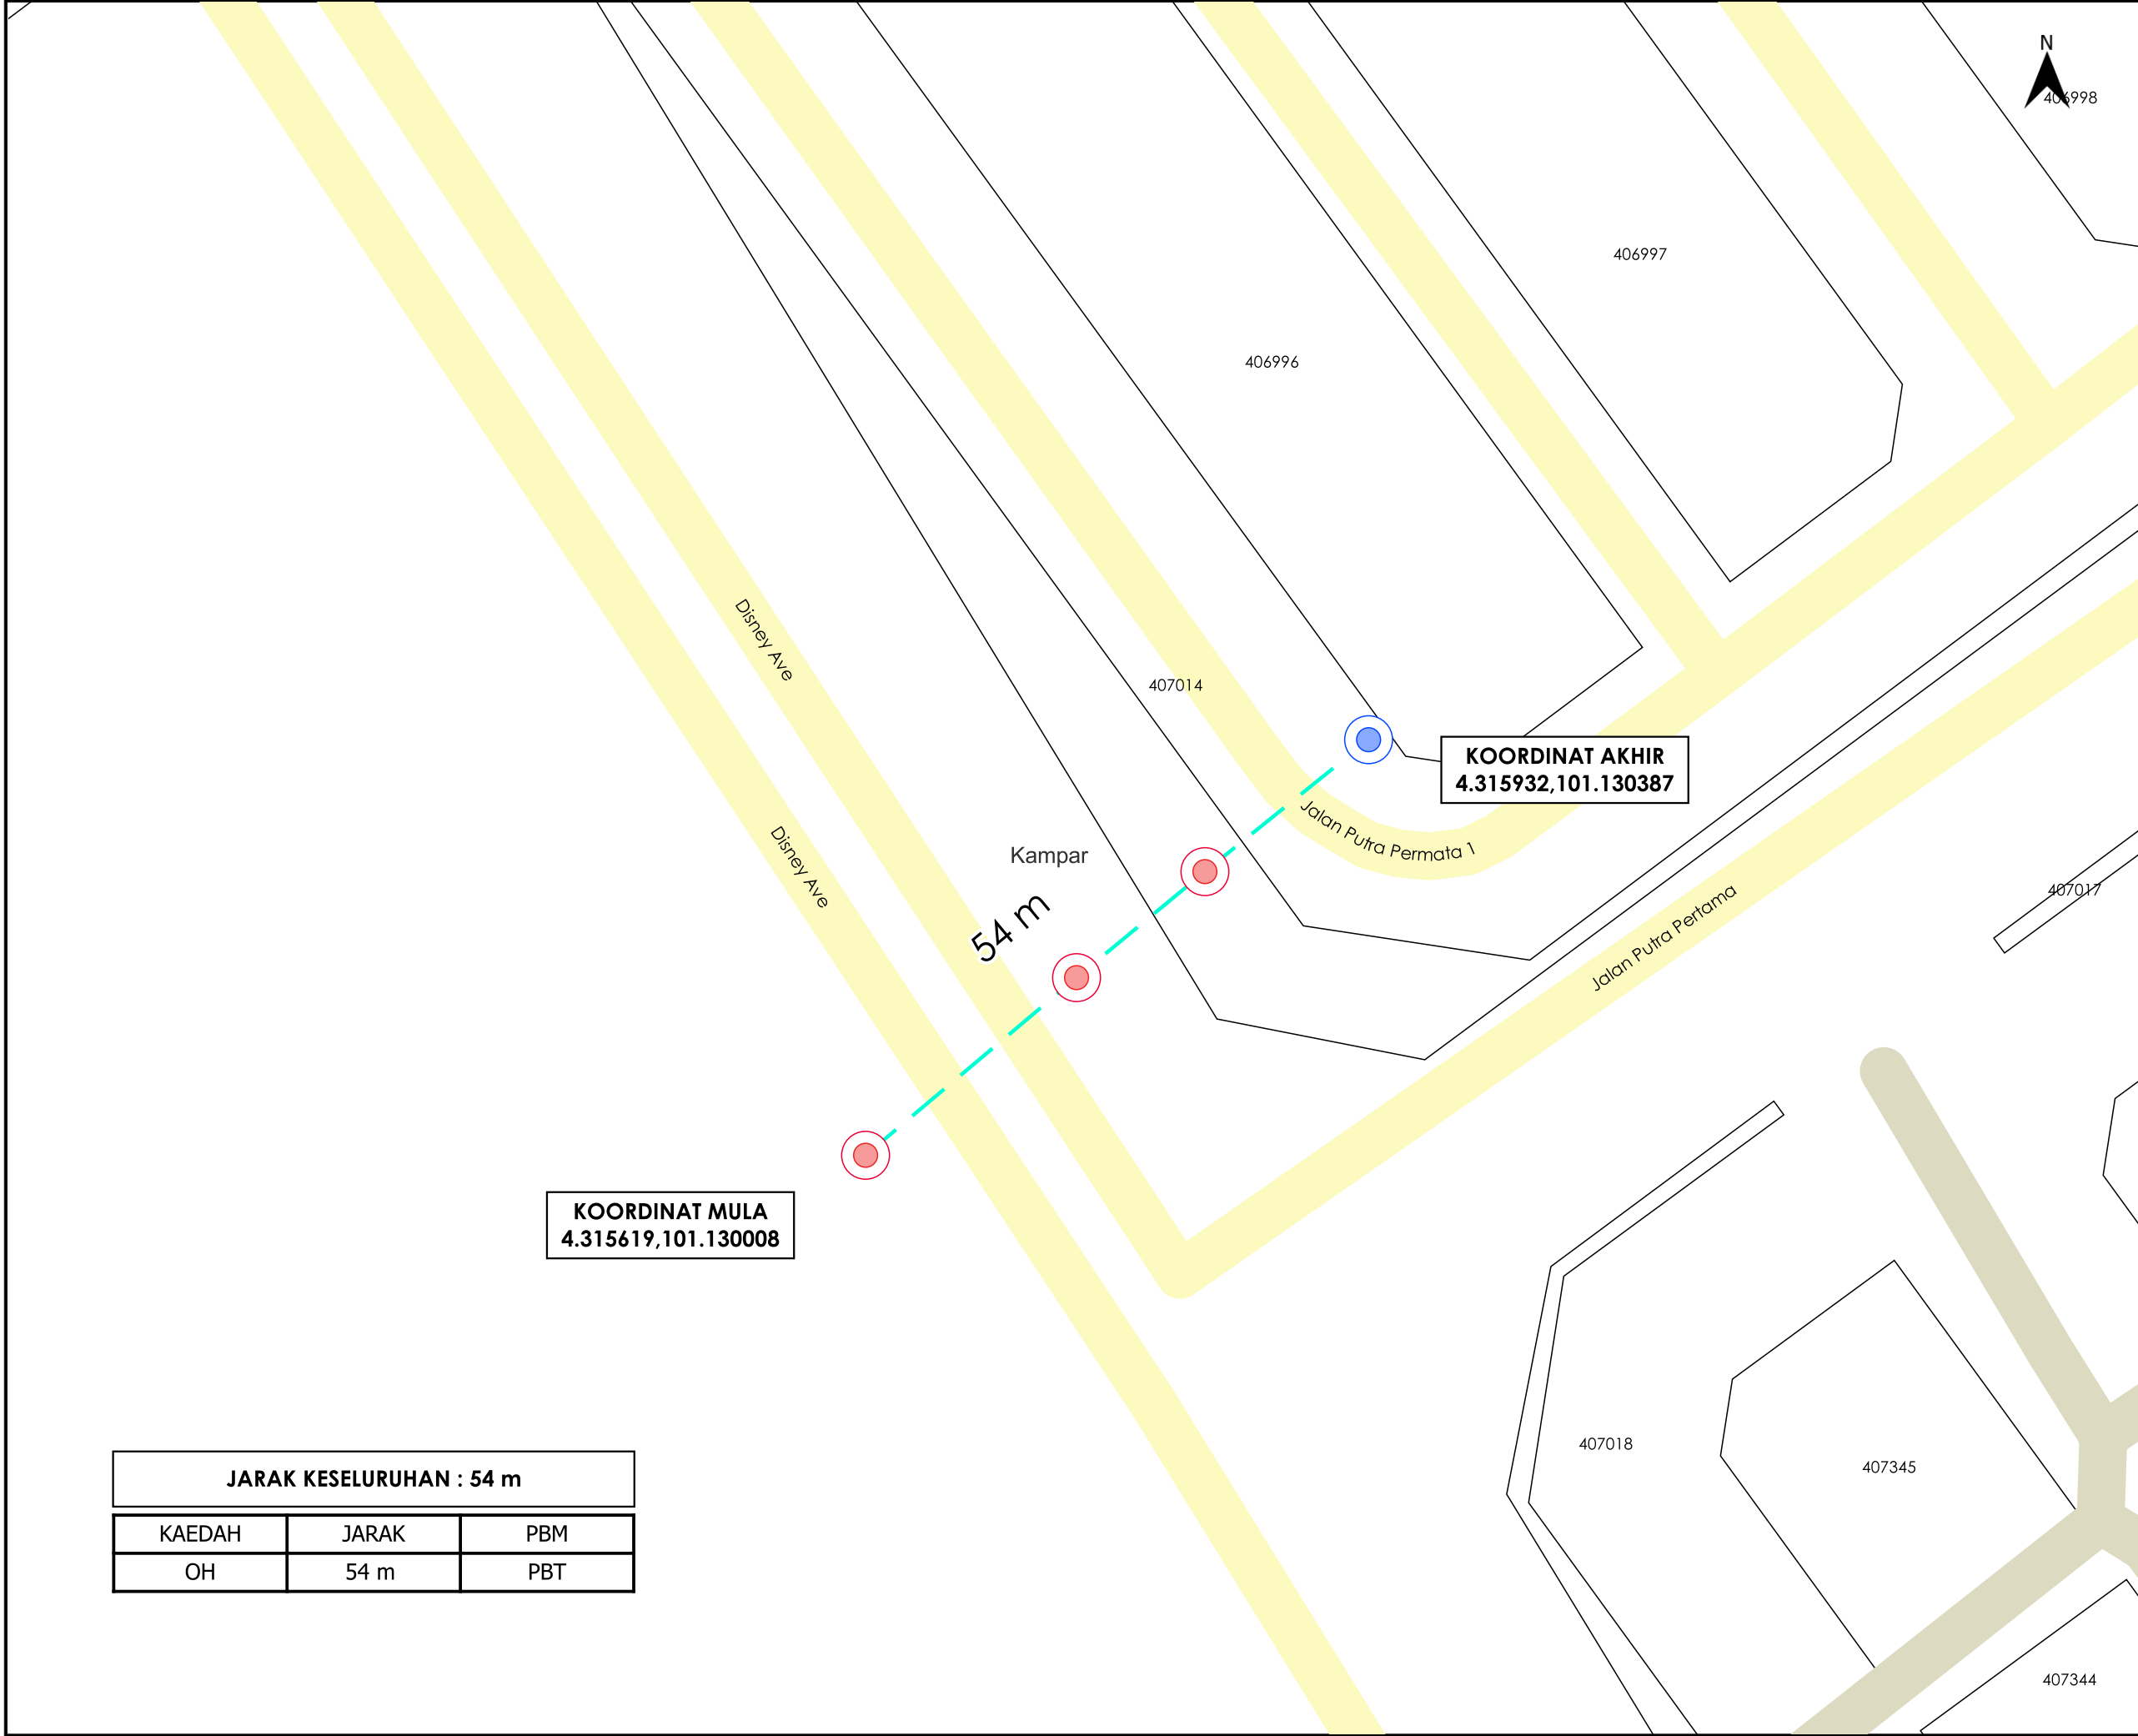 N
406998
406997
406996
Disney Ave
407014
KOORDINAT AKHIR
4.315932,101.130387
Jalan Putra Permata 1
Kampar
Disney Ave
54 m
407017
Jalan Putra Pertama
KOORDINAT MULA
4.315619,101.130008
407018
407345
JARAK KESELURUHAN : 54 m
KAEDAH JARAK PBM
OH 54 m PBT
407344